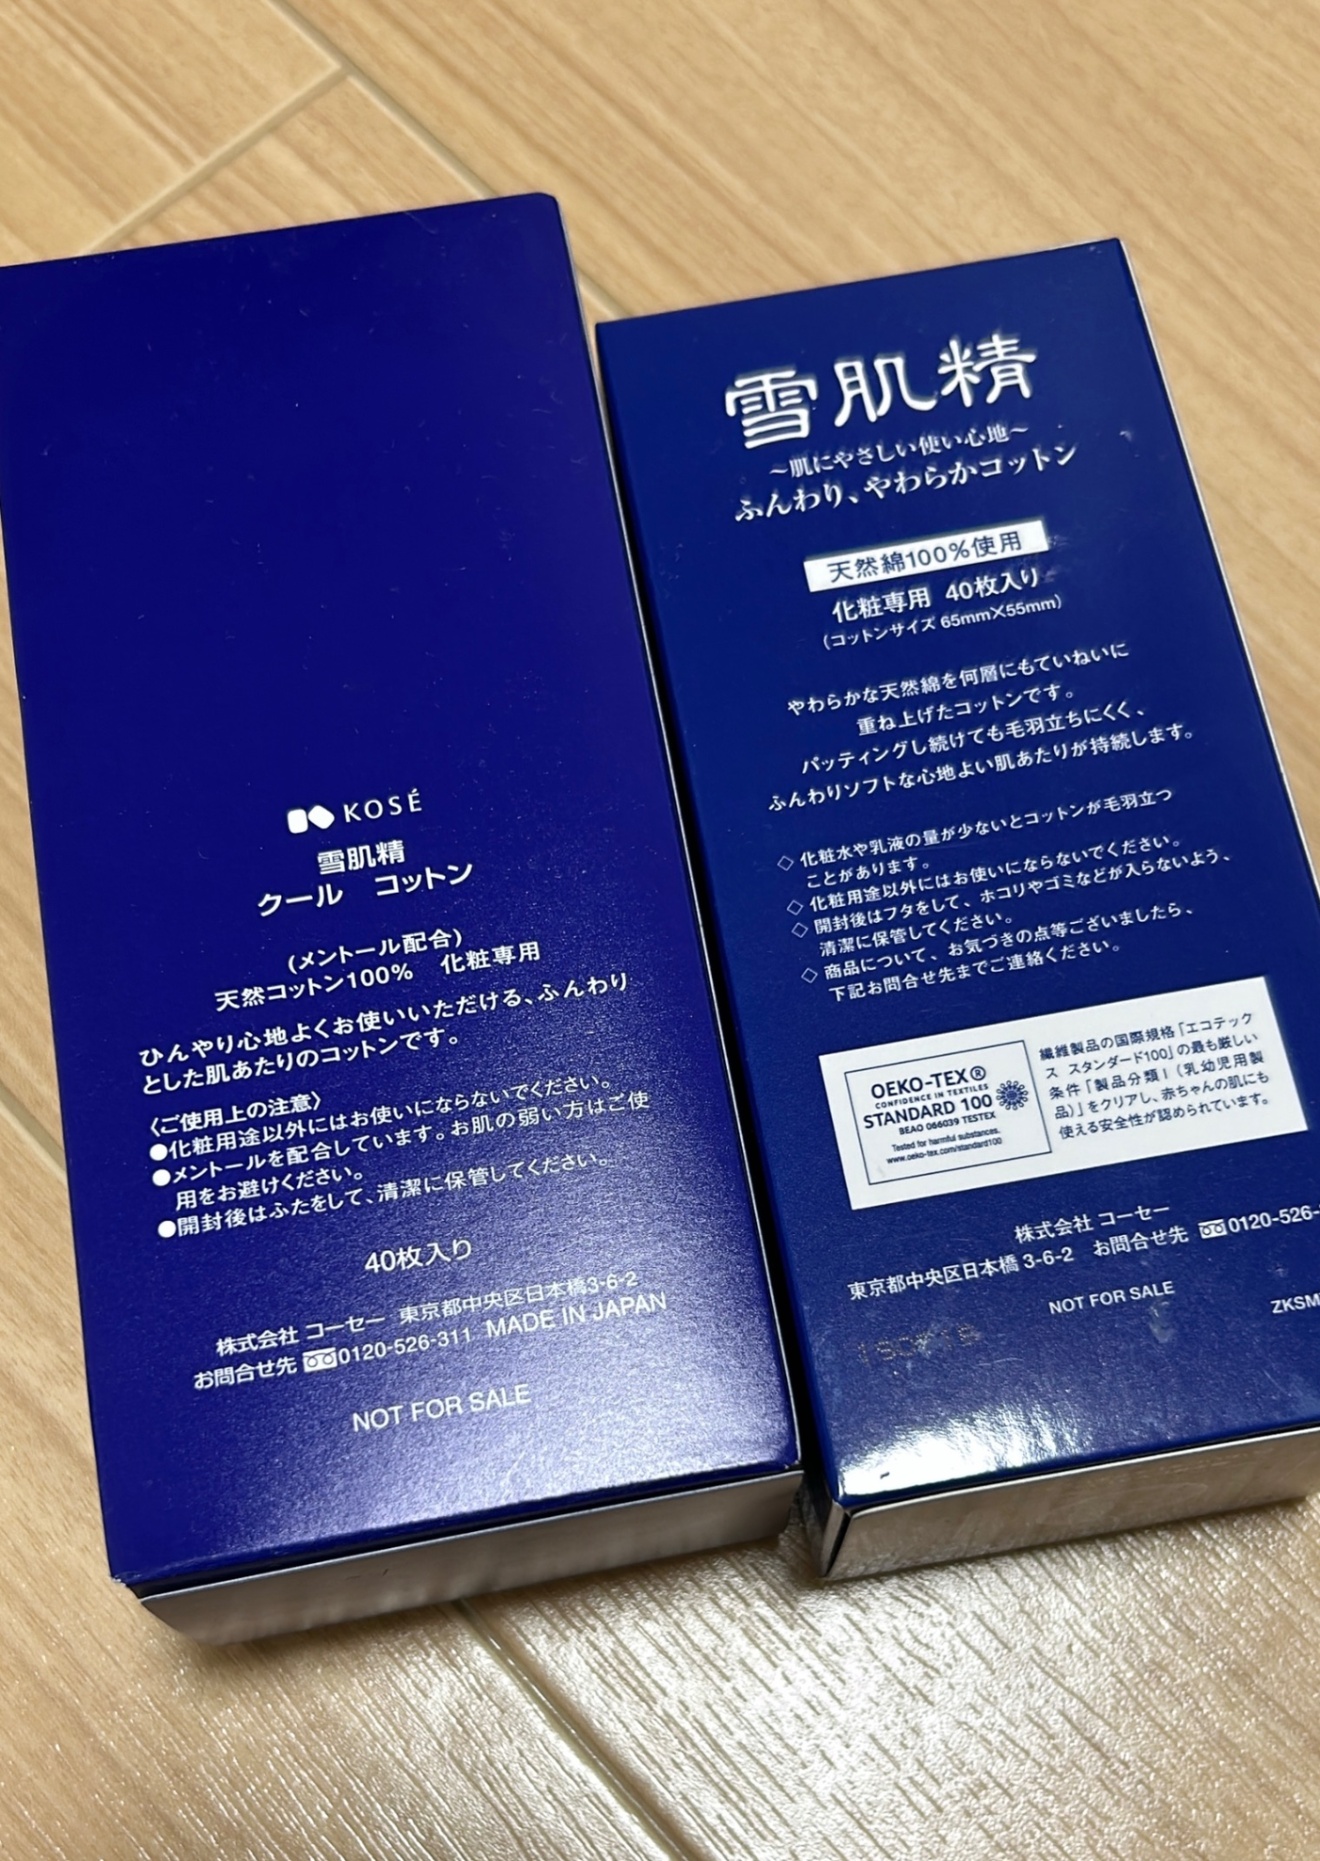 KOSÉ
雪肌精
クール コットン
(メントール配合)
天然コットン100% 化粧専用
ひんやり心地よくお使いいただける、ふんわり
とした肌あたりのコットンです。
〈ご使用上の注意〉
●化粧用途以外にはお使いにならないでください。
●メントールを配合しています。お肌の弱い方はご使
用をお避けください。
●開封後はふたをして、清潔に保管してください。
40枚入り
株式会社 コーセー 東京都中央区日本橋3-6-2
お問合せ先 0120-526-311 MADE IN JAPAN
NOT FOR SALE
雪肌精
~肌にやさしい使い心地~
ふんわり、やわらかコットン
天然綿100%使用
化粧専用 40枚入り
(コットンサイズ 65mm×55mm)
やわらかな天然綿を何層にもていねいに
重ね上げたコットンです。
パッティングし続けても毛羽立ちにくく、
ふんわりソフトな心地よい肌あたりが持続します。
◇ 化粧水や乳液の量が少ないとコットンが毛羽立つ
ことがあります。
◇ 化粧用途以外にはお使いにならないでください。
◇ 開封後はフタをして、ホコリやゴミなどが入らないよう、
清潔に保管してください。
◇ 商品について、お気づきの点等ございましたら、
下記お問合せ先までご連絡ください。
OEKO-TEX®
CONFIDENCE IN TEXTILES
STANDARD 100
BEAO 066039 TESTEX
Tested for harmful substances.
www.oeko-tex.com/standard100
繊維製品の国際規格「エコテック
ス スタンダード100」の最も厳しい
条件「製品分類Ⅰ(乳幼児用製
品)」をクリアし、赤ちゃんの肌にも
使える安全性が認められています。
株式会社 コーセー
東京都中央区日本橋 3-6-2 お問合せ先 0120-526-
NOT FOR SALE
ZKSM